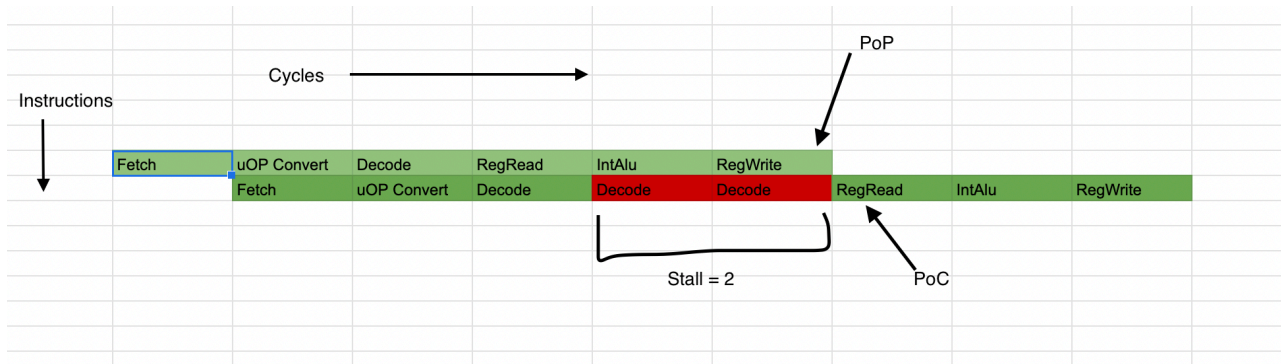 PoP
Cycles
Instructions
Fetch uOP Convert Decode RegRead IntAlu RegWrite
Fetch uOP Convert Decode Decode Decode RegRead IntAlu RegWrite
Stall = 2
PoC